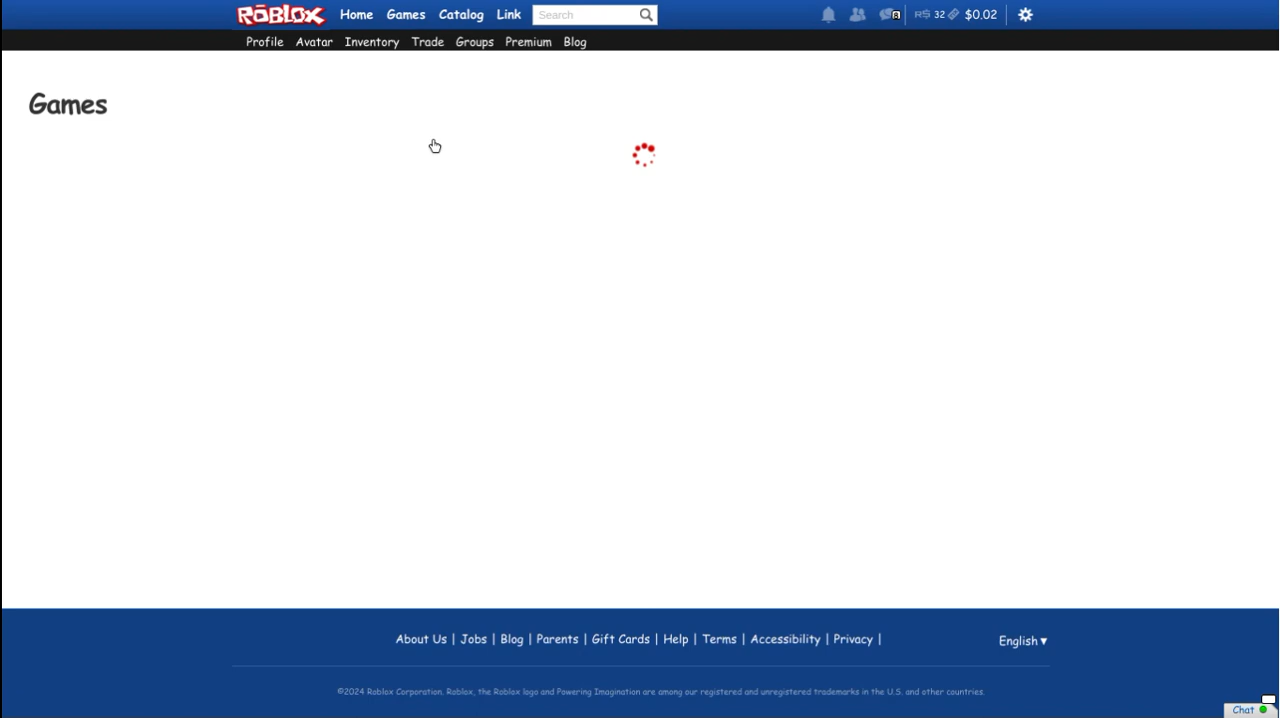 ROBLOX Home Games Catalog Link Search R$ 32 $0.02
Profile Avatar Inventory Trade Groups Premium Blog
Games
About Us | Jobs | Blog | Parents | Gift Cards | Help | Terms | Accessibility | Privacy |
English ▾
©2024 Roblox Corporation. Roblox, the Roblox logo and Powering Imagination are among our registered and unregistered trademarks in the U.S. and other countries.
Chat